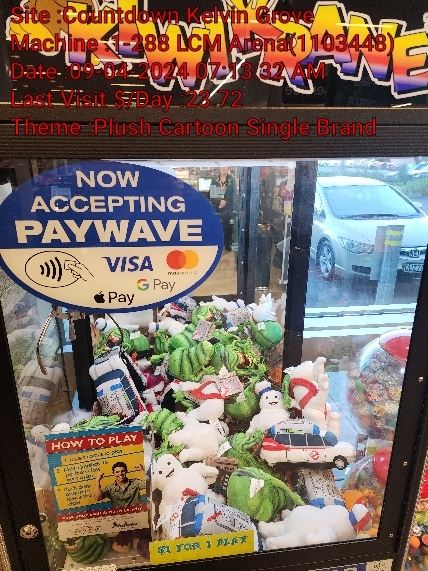 Site :Countdown Kelvin Grove
Machine :1-288 LCM Arena(1103448)
Date :09-04-2024 07:13:32 AM
Last Visit $/Day :23.72
Theme :Plush Cartoon Single Brand
NOW
ACCEPTING
PAYWAVE
VISA
mastercard
Pay
G Pay
HOW TO PLAY
$1 FOR 1 PLAY